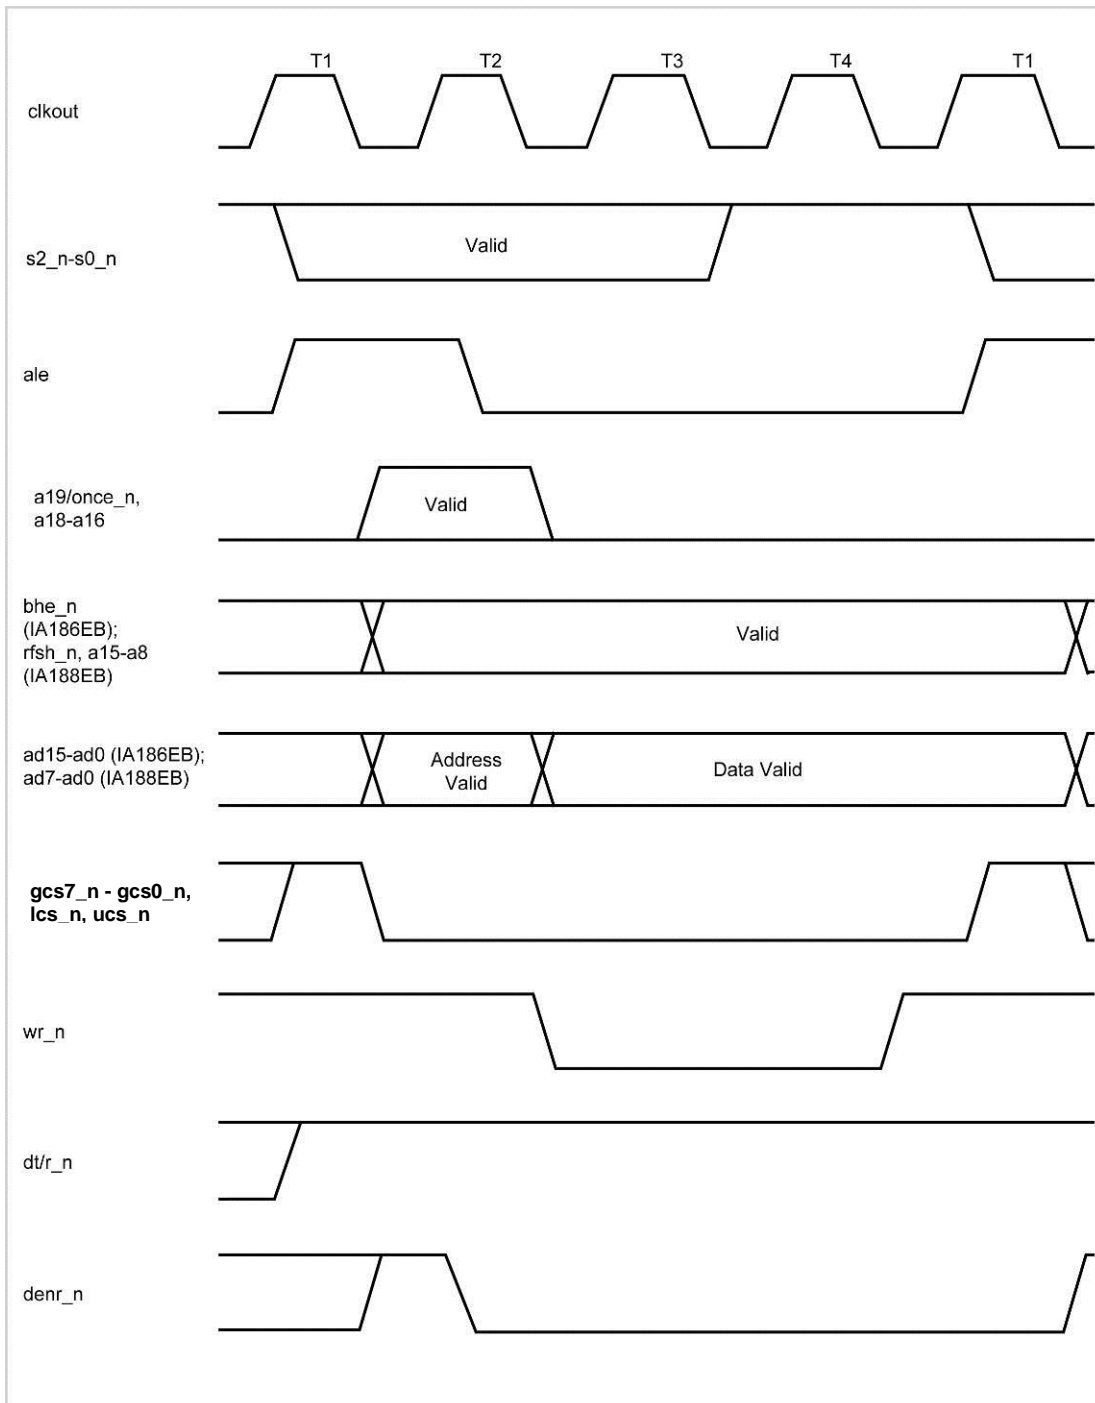 T1 T2 T3 T4 T1
clkout
s2_n-s0_n
Valid
ale
a19/once_n,
a18-a16
Valid
bhe_n
(IA186EB);
rfsh_n, a15-a8
(IA188EB)
Valid
ad15-ad0 (IA186EB);
ad7-ad0 (IA188EB)
Address
Valid
Data Valid
gcs7_n - gcs0_n,
lcs_n, ucs_n
wr_n
dt/r_n
denr_n